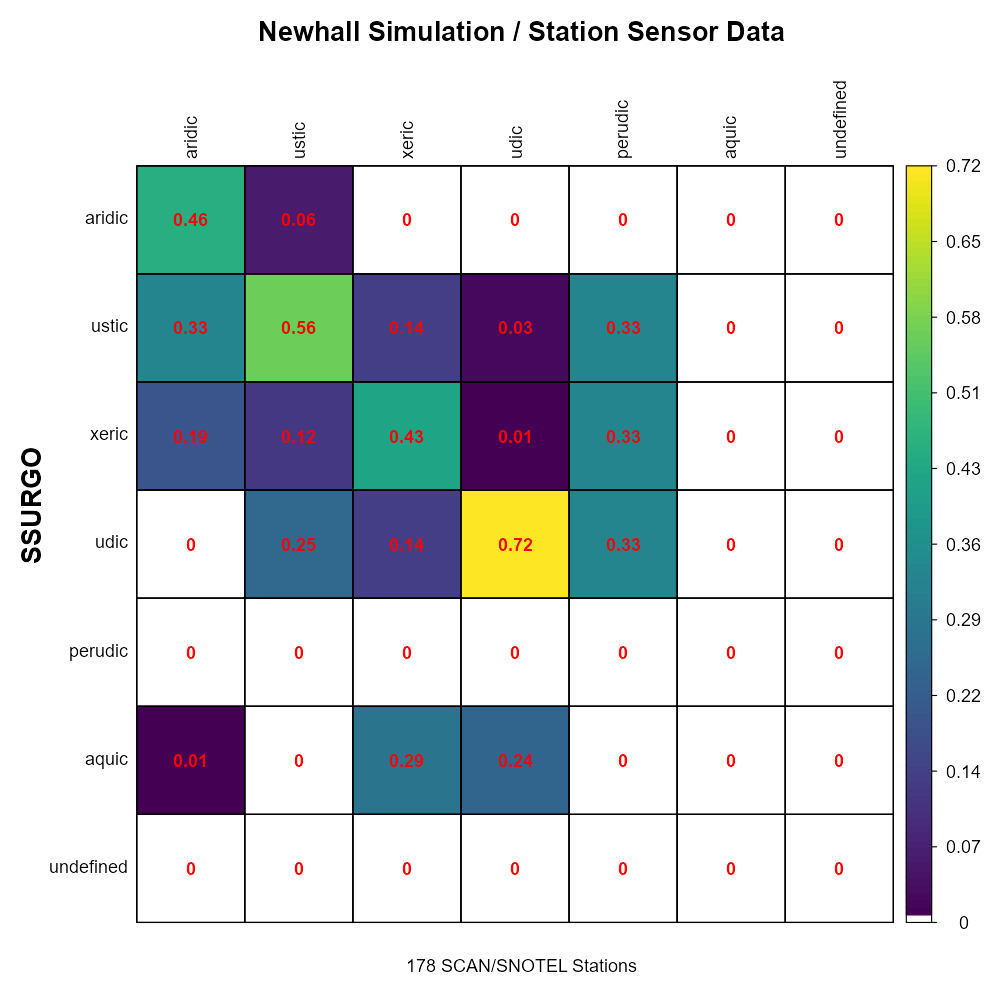 Newhall Simulation / Station Sensor Data
aridic ustic xeric udic perudic aquic undefined
SSURGO
aridic 0.46 0.06 0 0 0 0 0
ustic 0.33 0.56 0.14 0.03 0.33 0 0
xeric 0.19 0.12 0.43 0.01 0.33 0 0
udic 0 0.25 0.14 0.72 0.33 0 0
perudic 0 0 0 0 0 0 0
aquic 0.01 0 0.29 0.24 0 0 0
undefined 0 0 0 0 0 0 0
0.72
0.65
0.58
0.51
0.43
0.36
0.29
0.22
0.14
0.07
0
178 SCAN/SNOTEL Stations